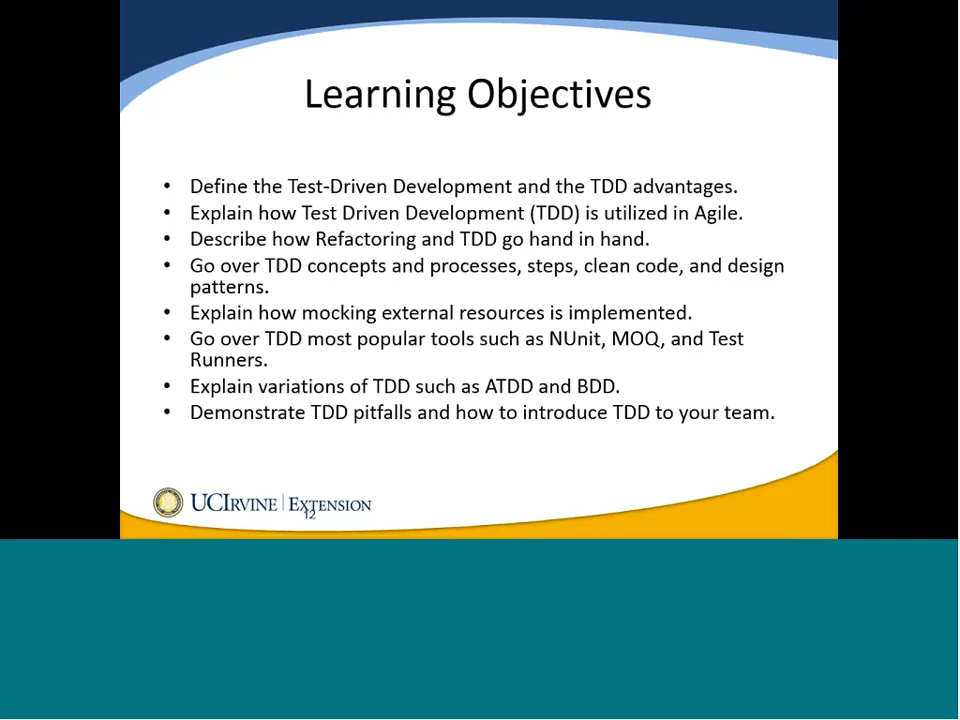 Learning Objectives
• Define the Test-Driven Development and the TDD advantages.
• Explain how Test Driven Development (TDD) is utilized in Agile.
• Describe how Refactoring and TDD go hand in hand.
• Go over TDD concepts and processes, steps, clean code, and design
patterns.
• Explain how mocking external resources is implemented.
• Go over TDD most popular tools such as NUnit, MOQ, and Test
Runners.
• Explain variations of TDD such as ATDD and BDD.
• Demonstrate TDD pitfalls and how to introduce TDD to your team.
UCIRVINE | EXTENSION
12